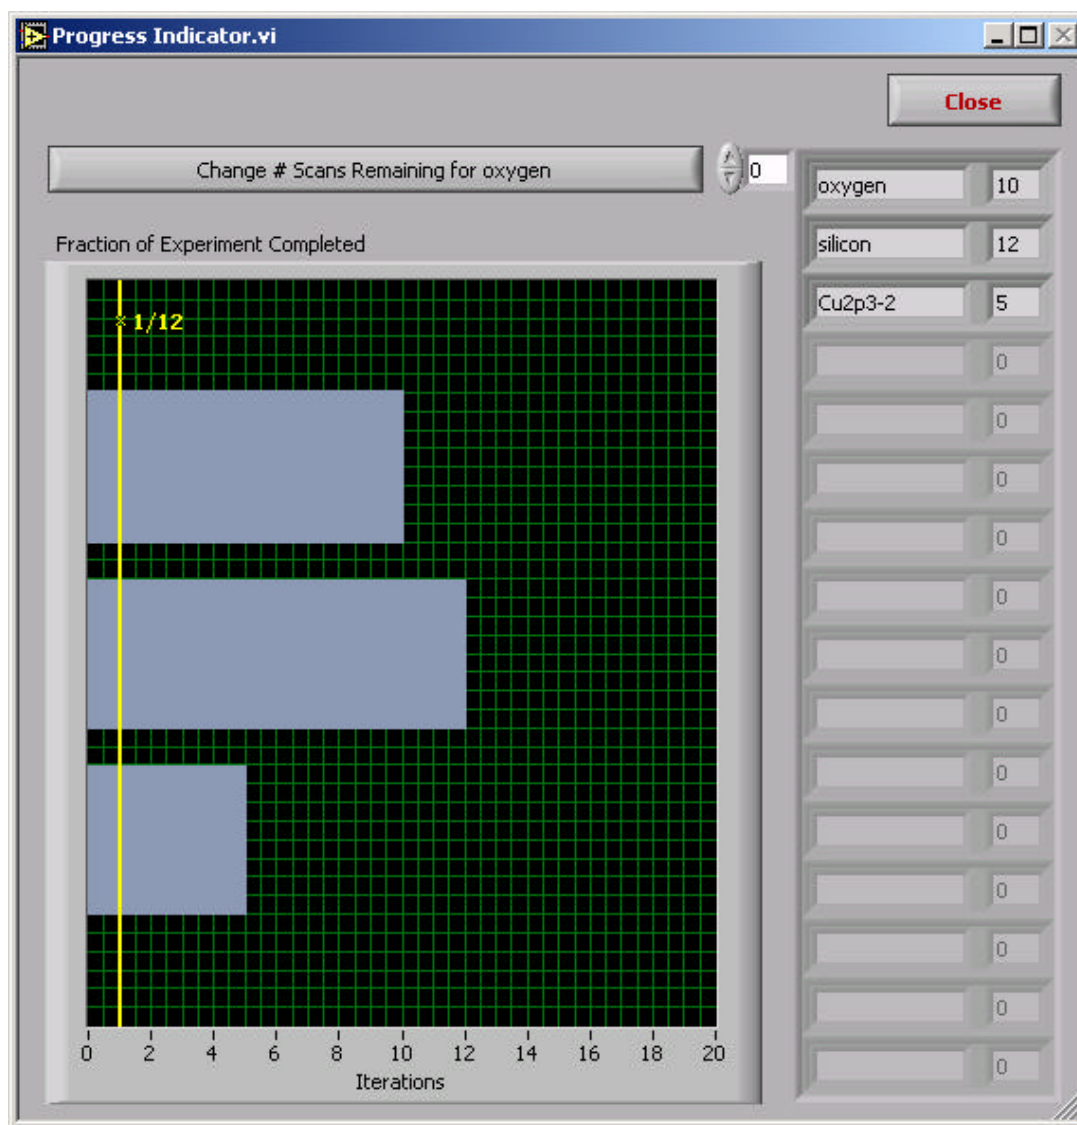 Progress Indicator.vi
Close
Change # Scans Remaining for oxygen
0
oxygen 10
silicon 12
Cu2p3-2 5
0
0
0
0
0
0
0
0
0
0
0
0
0
Fraction of Experiment Completed
1/12
0 2 4 6 8 10 12 14 16 18 20
Iterations